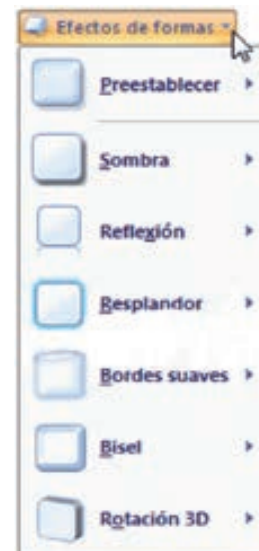 Efectos de formas
Preestablecer
Sombra
Reflexión
Resplandor
Bordes suaves
Bisel
Rotación 3D